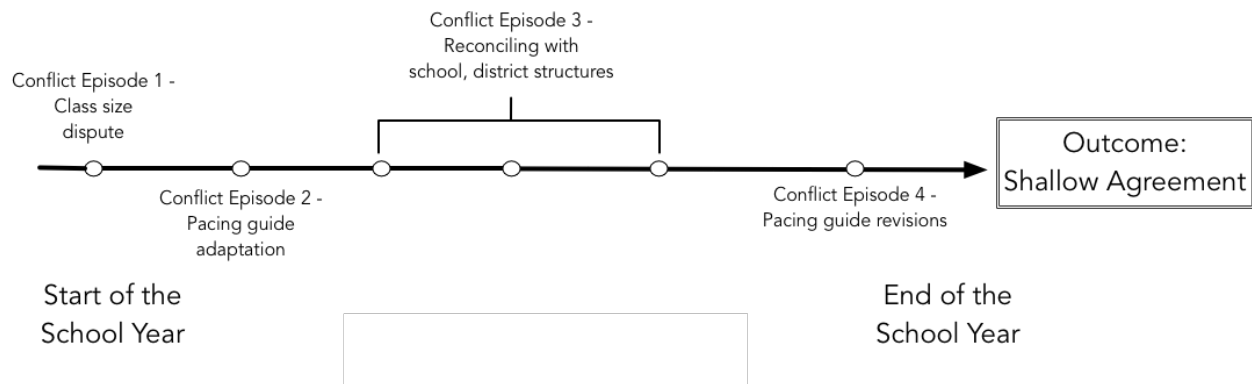 Conflict Episode 1 -
Class size
dispute
Conflict Episode 2 -
Pacing guide
adaptation
Conflict Episode 3 -
Reconciling with
school, district structures
Conflict Episode 4 -
Pacing guide revisions
Outcome:
Shallow Agreement
Start of the
School Year
End of the
School Year